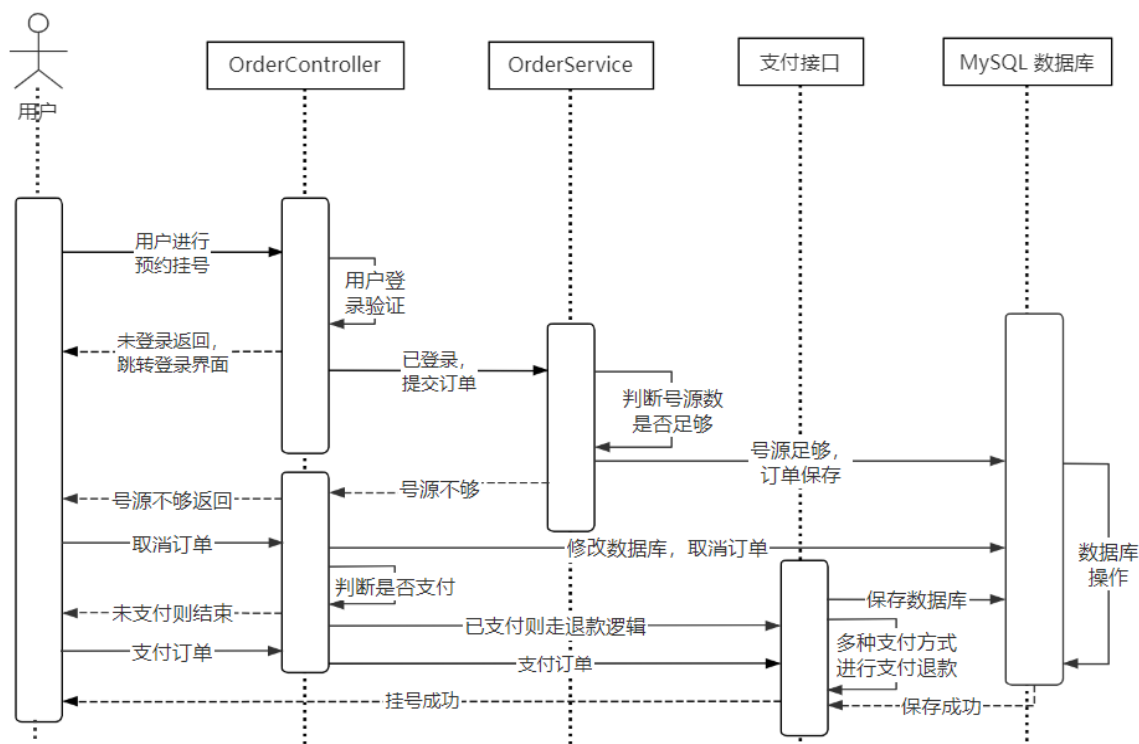 用户
OrderController
OrderService
支付接口
MySQL 数据库
用户进行
预约挂号
用户登
录验证
未登录返回，
跳转登录界面
已登录，
提交订单
判断号源数
是否足够
号源足够，
订单保存
号源不够
号源不够返回
取消订单
修改数据库，取消订单
数据库
操作
判断是否支付
未支付则结束
保存数据库
已支付则走退款逻辑
支付订单
多种支付方式
进行支付退款
支付订单
挂号成功
保存成功